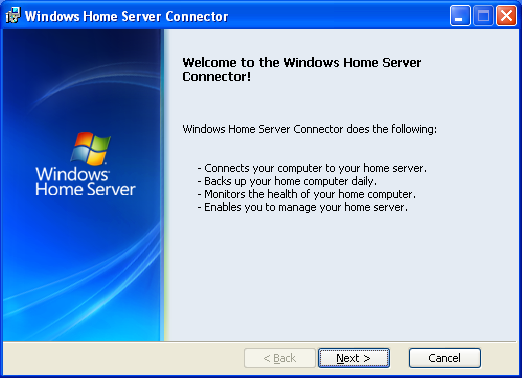 Windows Home Server Connector
Welcome to the Windows Home Server
Connector!
Windows Home Server Connector does the following:
- Connects your computer to your home server.
- Backs up your home computer daily.
- Monitors the health of your home computer.
- Enables you to manage your home server.
Windows
Home Server
< Back
Next >
Cancel